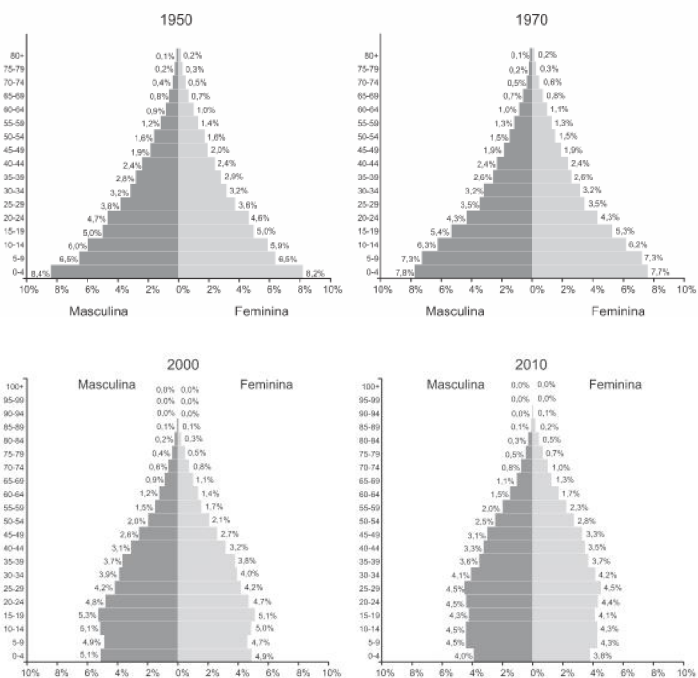 1950
80+ 0,1% 0,2%
75-79 0,2% 0,3%
70-74 0,4% 0,5%
65-69 0,8% 0,7%
60-64 0,9% 1,0%
55-59 1,2% 1,4%
50-54 1,6% 1,6%
45-49 1,9% 2,0%
40-44 2,4% 2,4%
35-39 2,8% 2,9%
30-34 3,2% 3,2%
25-29 3,8% 3,6%
20-24 4,7% 4,6%
15-19 5,0% 5,0%
10-14 6,0% 5,9%
5-9 6,5% 6,5%
0-4 8,4% 8,2%
10% 8% 6% 4% 2% 0% 2% 4% 6% 8% 10%
Masculina Feminina
1970
80+ 0,1% 0,2%
75-79 0,2% 0,3%
70-74 0,5% 0,6%
65-69 0,7% 0,8%
60-64 1,0% 1,1%
55-59 1,3% 1,3%
50-54 1,5% 1,5%
45-49 1,9% 1,9%
40-44 2,4% 2,4%
35-39 2,6% 2,6%
30-34 3,2% 3,2%
25-29 3,5% 3,5%
20-24 4,3% 4,3%
15-19 5,4% 5,3%
10-14 6,3% 6,2%
5-9 7,3% 7,3%
0-4 7,8% 7,7%
10% 8% 6% 4% 2% 0% 2% 4% 6% 8% 10%
Masculina Feminina
2000
Masculina Feminina
100+ 0,0% 0,0%
95-99 0,0% 0,0%
90-94 0,0% 0,0%
85-89 0,1% 0,1%
80-84 0,2% 0,3%
75-79 0,4% 0,5%
70-74 0,6% 0,8%
65-69 0,9% 1,1%
60-64 1,2% 1,4%
55-59 1,5% 1,7%
50-54 2,0% 2,1%
45-49 2,6% 2,7%
40-44 3,1% 3,2%
35-39 3,7% 3,8%
30-34 3,9% 4,0%
25-29 4,2% 4,2%
20-24 4,8% 4,7%
15-19 5,3% 5,1%
10-14 5,1% 5,0%
5-9 4,9% 4,7%
0-4 5,1% 4,9%
10% 8% 6% 4% 2% 0% 2% 4% 6% 8% 10%
2010
Masculina Feminina
100+ 0,0% 0,0%
95-99 0,0% 0,0%
90-94 0,0% 0,1%
85-89 0,1% 0,2%
80-84 0,3% 0,5%
75-79 0,5% 0,7%
70-74 0,8% 1,0%
65-69 1,1% 1,3%
60-64 1,5% 1,7%
55-59 2,0% 2,3%
50-54 2,5% 2,8%
45-49 3,1% 3,3%
40-44 3,3% 3,5%
35-39 3,6% 3,7%
30-34 4,1% 4,2%
25-29 4,5% 4,5%
20-24 4,5% 4,4%
15-19 4,3% 4,1%
10-14 4,5% 4,3%
5-9 4,5% 4,3%
0-4 4,0% 3,8%
10% 8% 6% 4% 2% 0% 2% 4% 6% 8% 10%